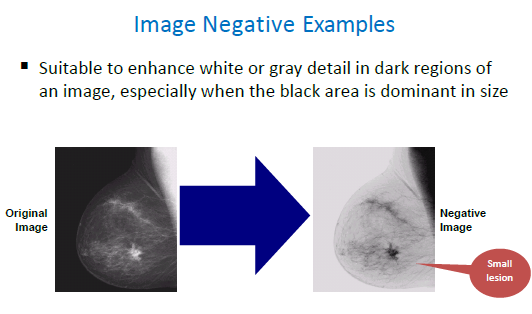 Image Negative Examples
▪ Suitable to enhance white or gray detail in dark regions of
an image, especially when the black area is dominant in size
Original
Image
Negative
Image
Small
lesion